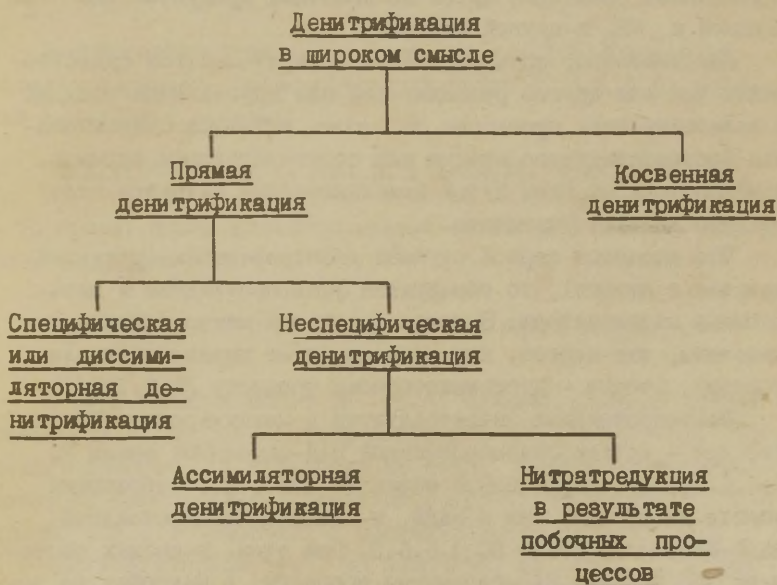 Денитрификация
в широком смысле
Прямая
денитрификация
Косвенная
денитрификация
Специфическая
или диссими-
ляторная де-
нитрификация
Неспецифическая
денитрификация
Ассимиляторная
денитрификация
Нитратредукция
в результате
побочных про-
цессов